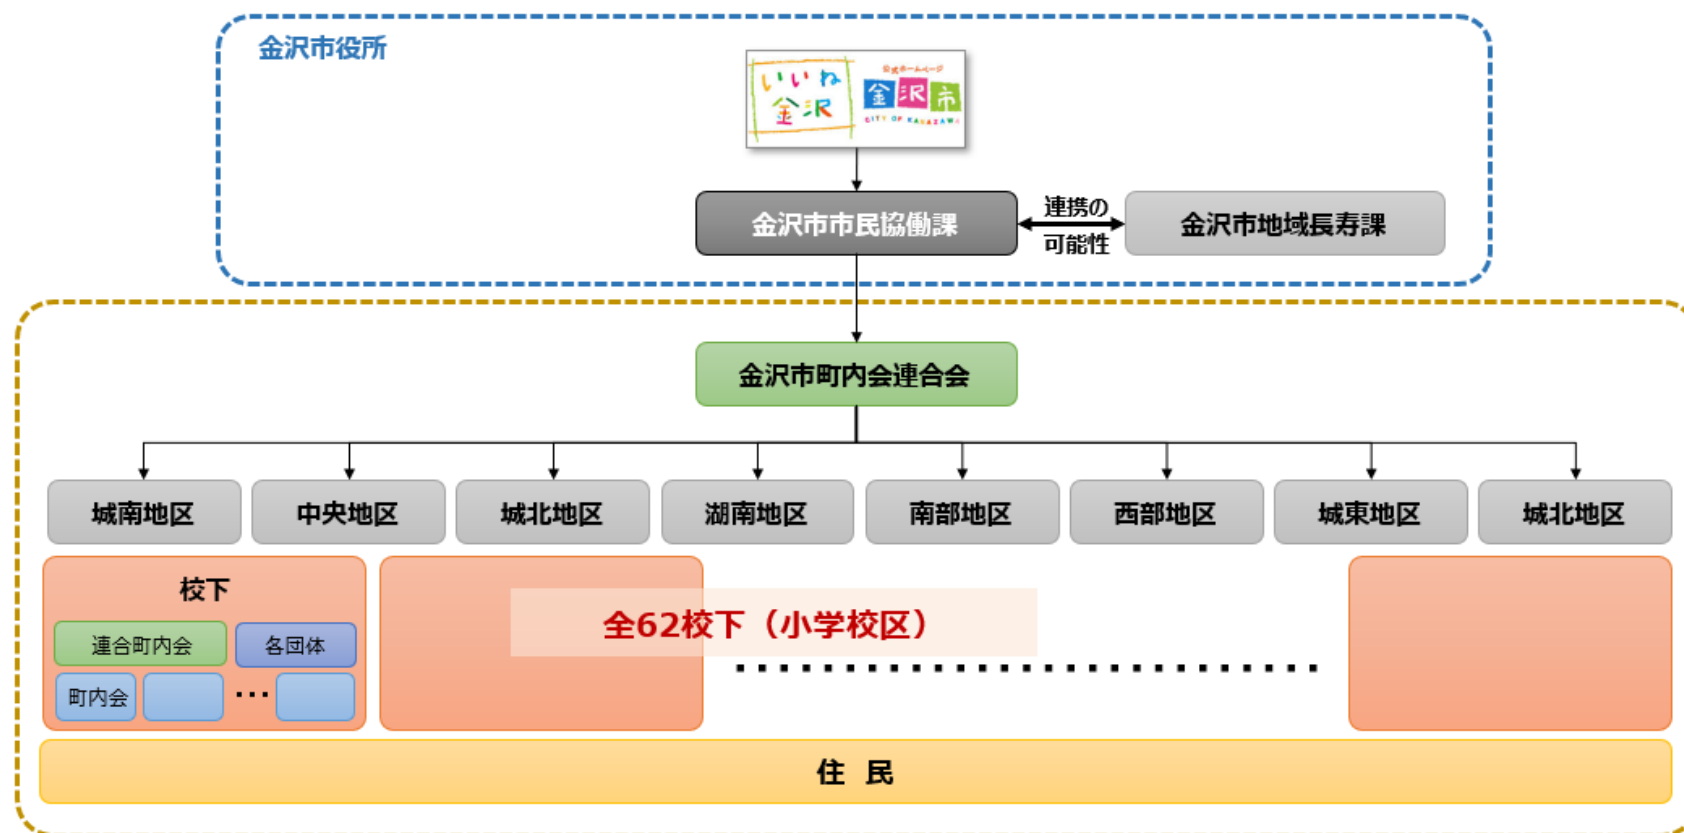 金沢市役所
いいね
金沢
公式ホームページ
金沢市
CITY OF KANAZAWA
金沢市市民協働課
連携の
可能性
金沢市地域長寿課
金沢市町内会連合会
城南地区
中央地区
城北地区
湖南地区
南部地区
西部地区
城東地区
城北地区
校下
連合町内会
各団体
町内会
…
全62校下（小学校区）
住 民